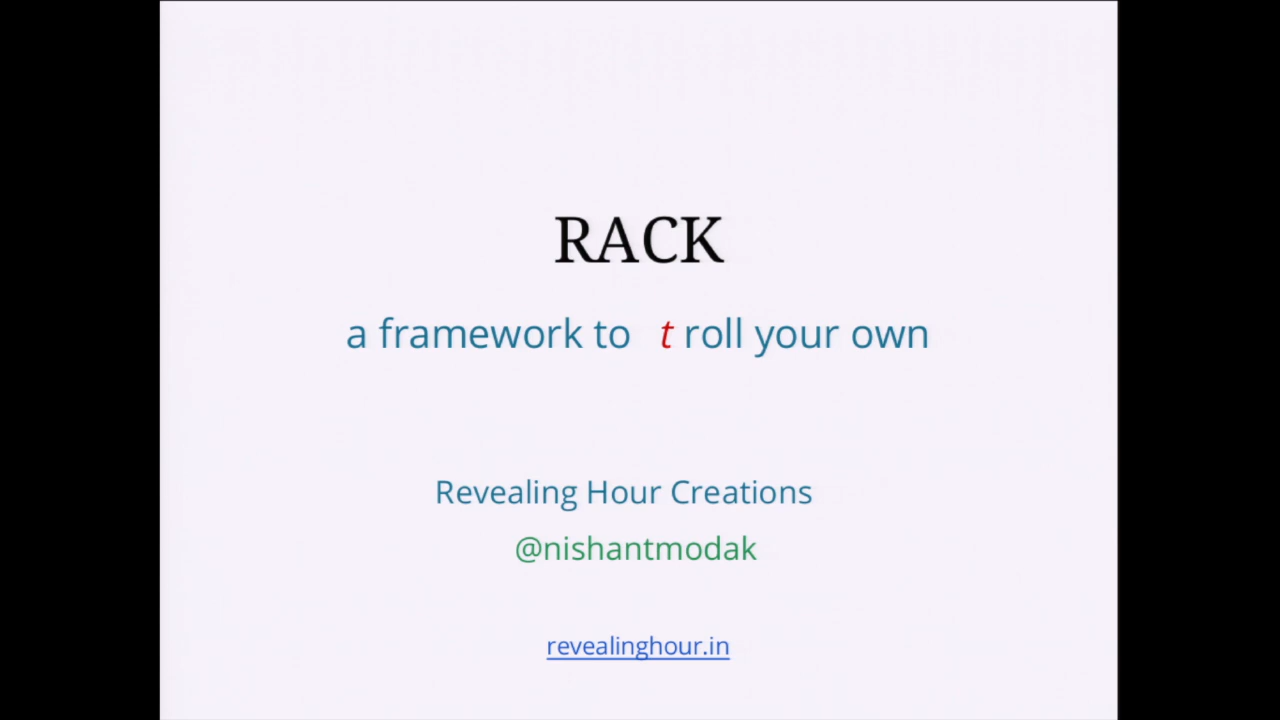 RACK
a framework to t roll your own
Revealing Hour Creations
@nishantmodak
revealinghour.in